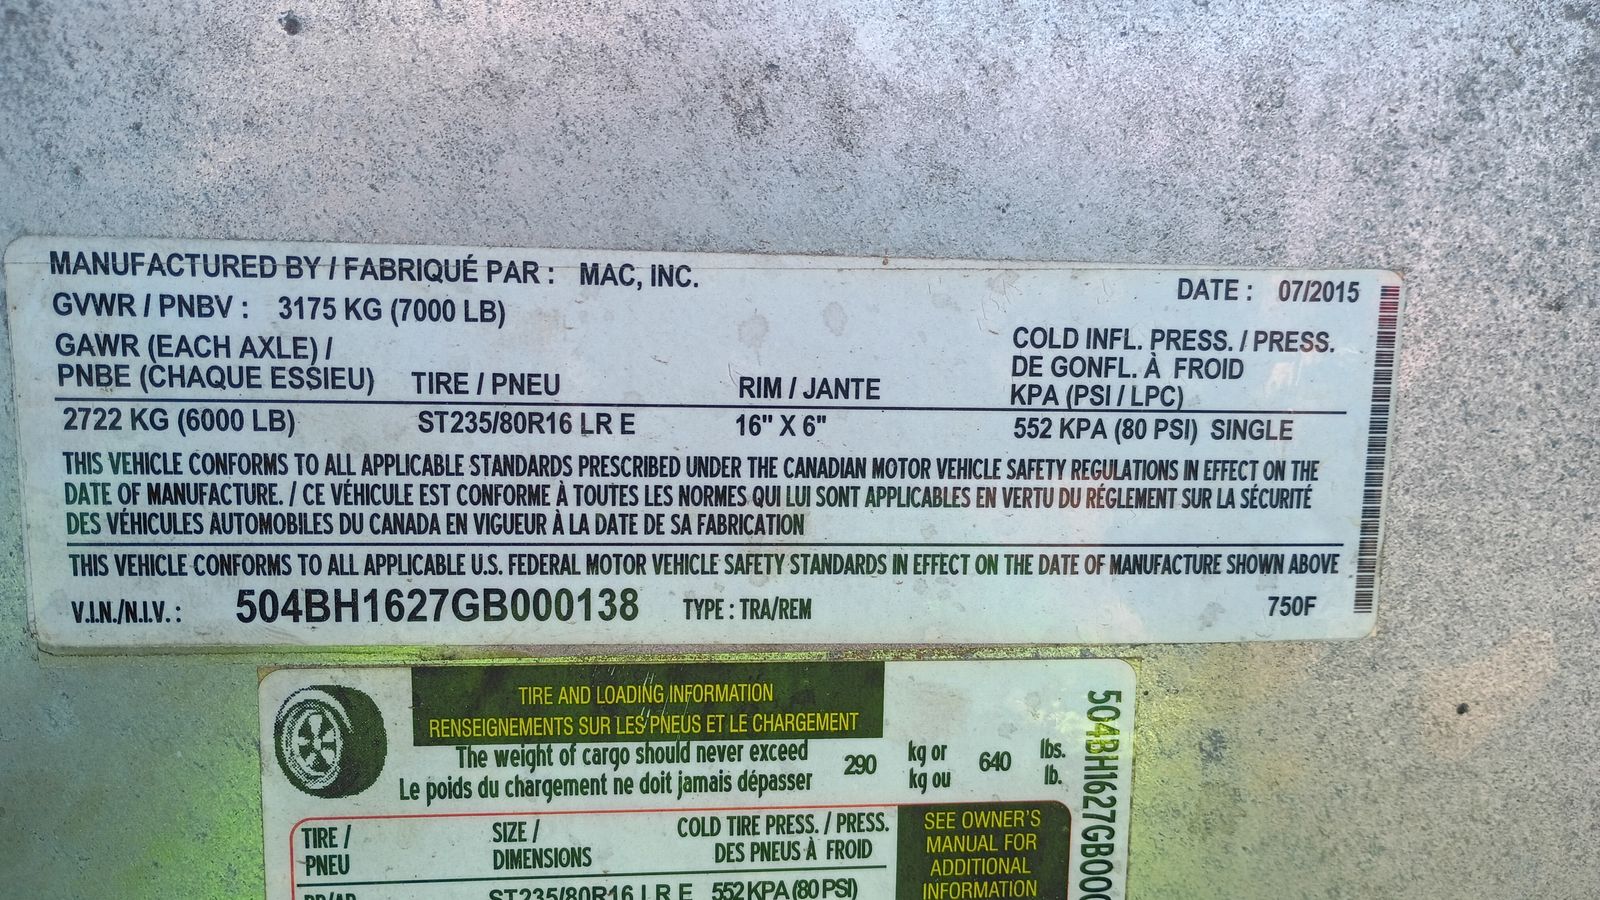 MANUFACTURED BY / FABRIQUÉ PAR : MAC, INC.
DATE : 07/2015
GVWR / PNBV : 3175 KG (7000 LB)
GAWR (EACH AXLE) /
PNBE (CHAQUE ESSIEU) TIRE / PNEU RIM / JANTE
COLD INFL. PRESS. / PRESS.
DE GONFL. À FROID
KPA (PSI / LPC)
2722 KG (6000 LB) ST235/80R16 LR E 16" X 6" 552 KPA (80 PSI) SINGLE
THIS VEHICLE CONFORMS TO ALL APPLICABLE STANDARDS PRESCRIBED UNDER THE CANADIAN MOTOR VEHICLE SAFETY REGULATIONS IN EFFECT ON THE
DATE OF MANUFACTURE. / CE VÉHICULE EST CONFORME À TOUTES LES NORMES QUI LUI SONT APPLICABLES EN VERTU DU RÉGLEMENT SUR LA SÉCURITÉ
DES VÉHICULES AUTOMOBILES DU CANADA EN VIGUEUR À LA DATE DE SA FABRICATION
THIS VEHICLE CONFORMS TO ALL APPLICABLE U.S. FEDERAL MOTOR VEHICLE SAFETY STANDARDS IN EFFECT ON THE DATE OF MANUFACTURE SHOWN ABOVE
V.I.N./N.I.V. : 504BH1627GB000138 TYPE : TRA/REM 750F
TIRE AND LOADING INFORMATION
RENSEIGNEMENTS SUR LES PNEUS ET LE CHARGEMENT
The weight of cargo should never exceed 290 kg or 640 lbs.
Le poids du chargement ne doit jamais dépasser kg ou lb.
TIRE /
PNEU
SIZE /
DIMENSIONS
COLD TIRE PRESS. / PRESS.
DES PNEUS À FROID
SEE OWNER'S
MANUAL FOR
ADDITIONAL
INFORMATION
ST235/80R16 LR E 552 KPA (80 PSI)
504BH1627GB000